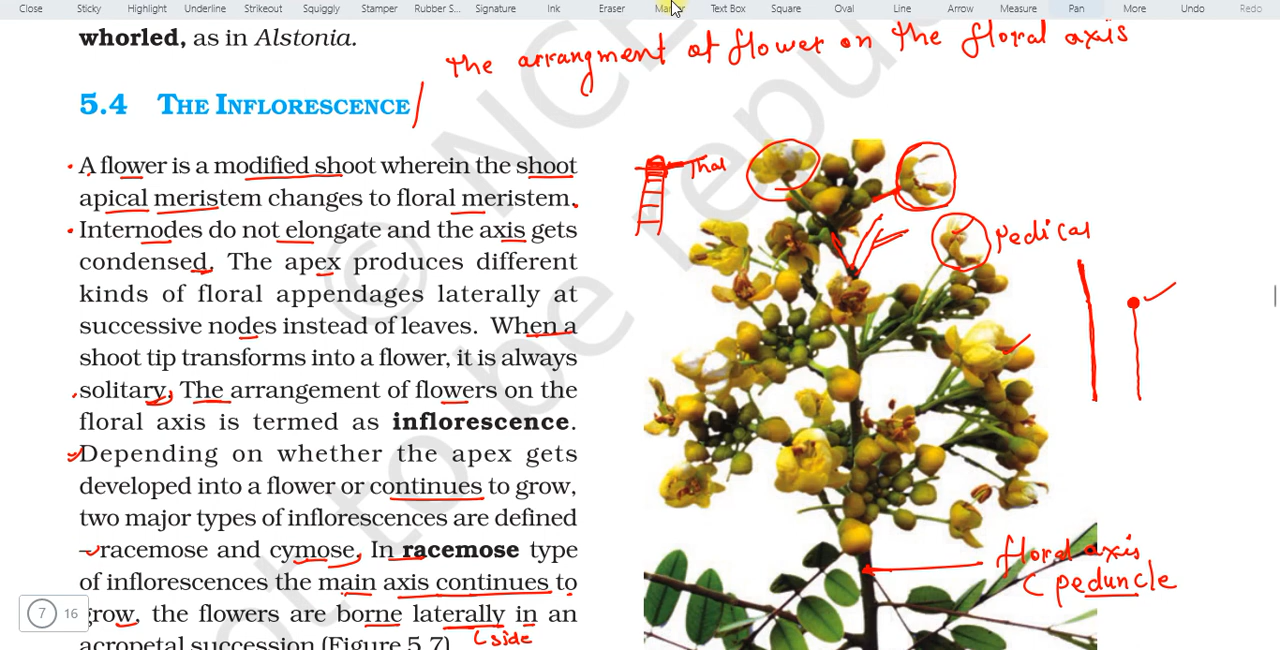 Close Sticky Highlight Underline Strikeout Squiggly Stamper Rubber S... Signature Ink Eraser Marker Text Box Square Oval Line Arrow Measure Pan More Undo Redo
whorled, as in Alstonia.
The arrangment of flower on the floral axis
5.4 THE INFLORESCENCE
A flower is a modified shoot wherein the shoot
apical meristem changes to floral meristem.
Internodes do not elongate and the axis gets
condensed. The apex produces different
kinds of floral appendages laterally at
successive nodes instead of leaves. When a
shoot tip transforms into a flower, it is always
solitary. The arrangement of flowers on the
floral axis is termed as inflorescence.
Depending on whether the apex gets
developed into a flower or continues to grow,
two major types of inflorescences are defined
– racemose and cymose. In racemose type
of inflorescences the main axis continues to
grow, the flowers are borne laterally in an
acropetal succession (Figure 5.7)
side
Thal
Pedical
floral axis
(peduncle
7 16
© NCE
not to be repu